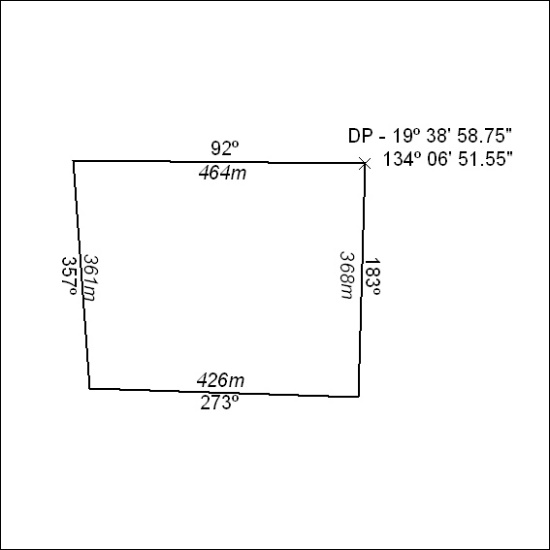 DP - 19º 38' 58.75"
134º 06' 51.55"
92º
464m
357º
361m
368m
183º
426m
273º